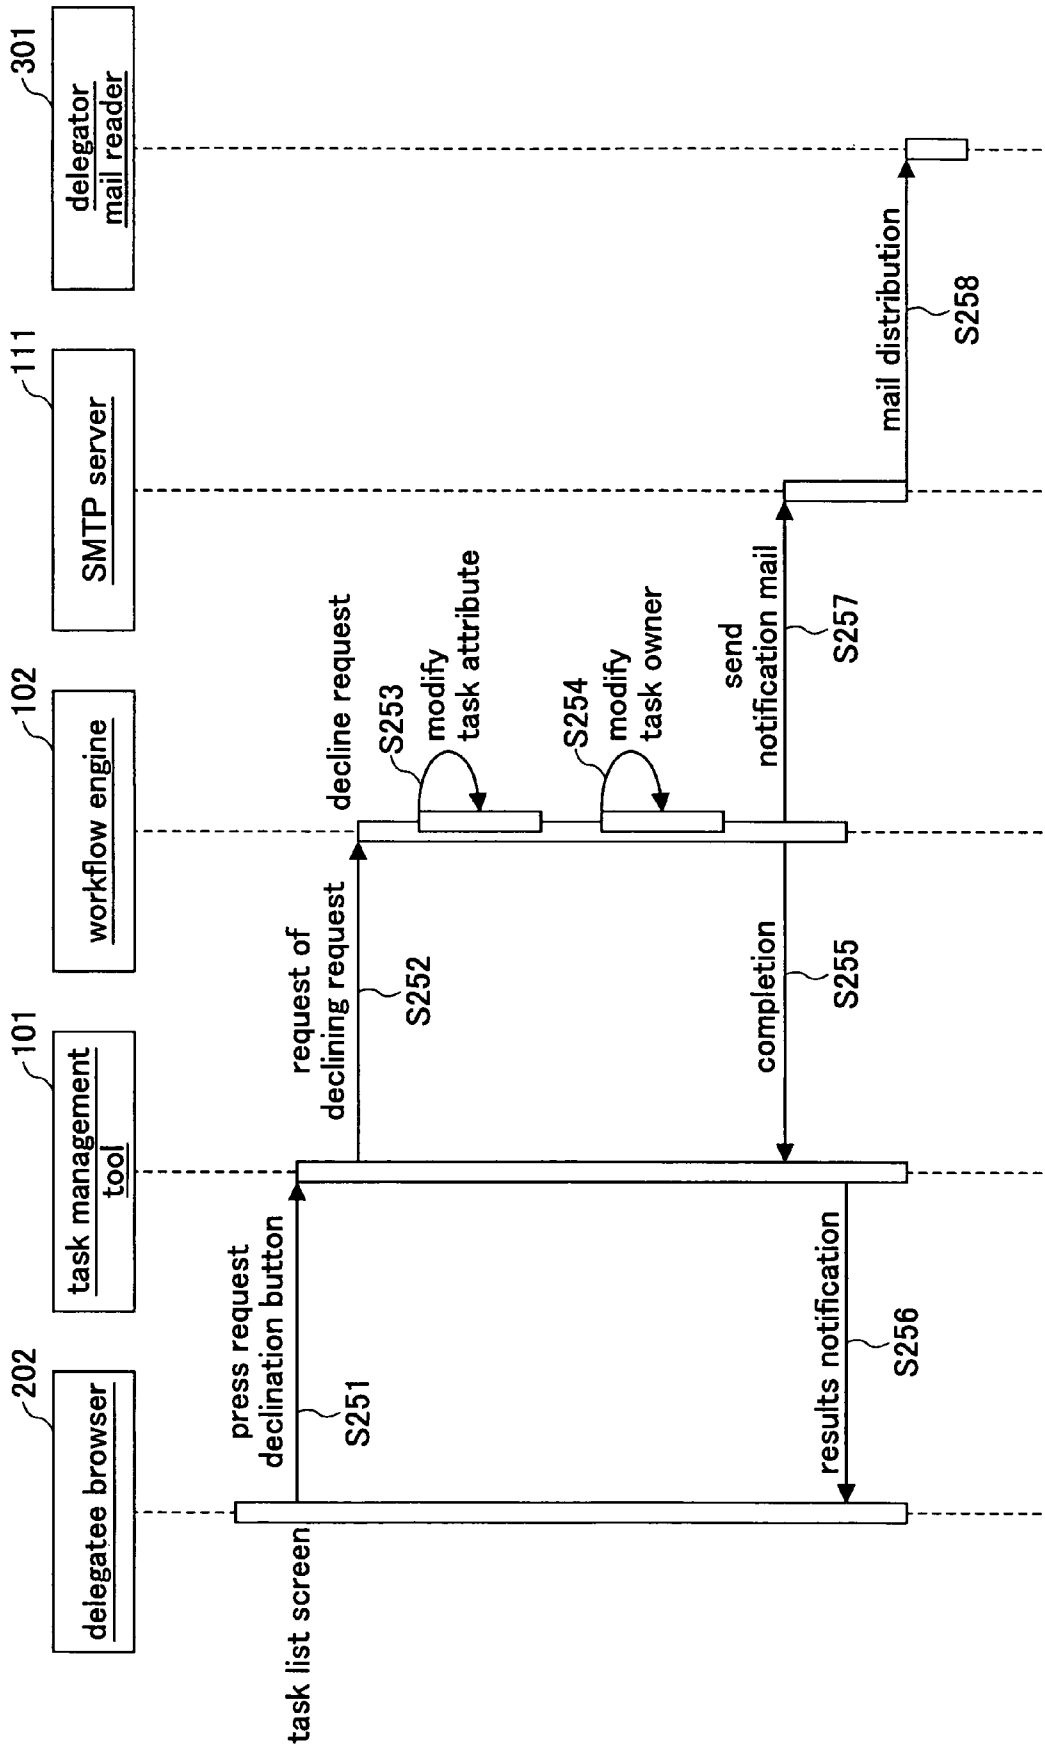 202
delegatee browser
101
task management
tool
102
workflow engine
111
SMTP server
301
delegator
mail reader
task list screen
press request
declination button
S251
request of
declining request
S252
decline request
S253
modify
task attribute
S254
modify
task owner
completion
S255
send
notification mail
S257
results notification
S256
mail distribution
S258